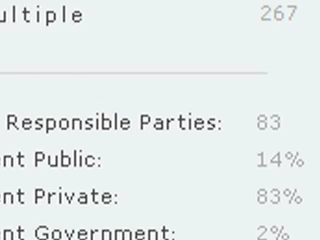 ultiple 267
Responsible Parties: 83
nt Public: 14%
nt Private: 83%
nt Government: 2%